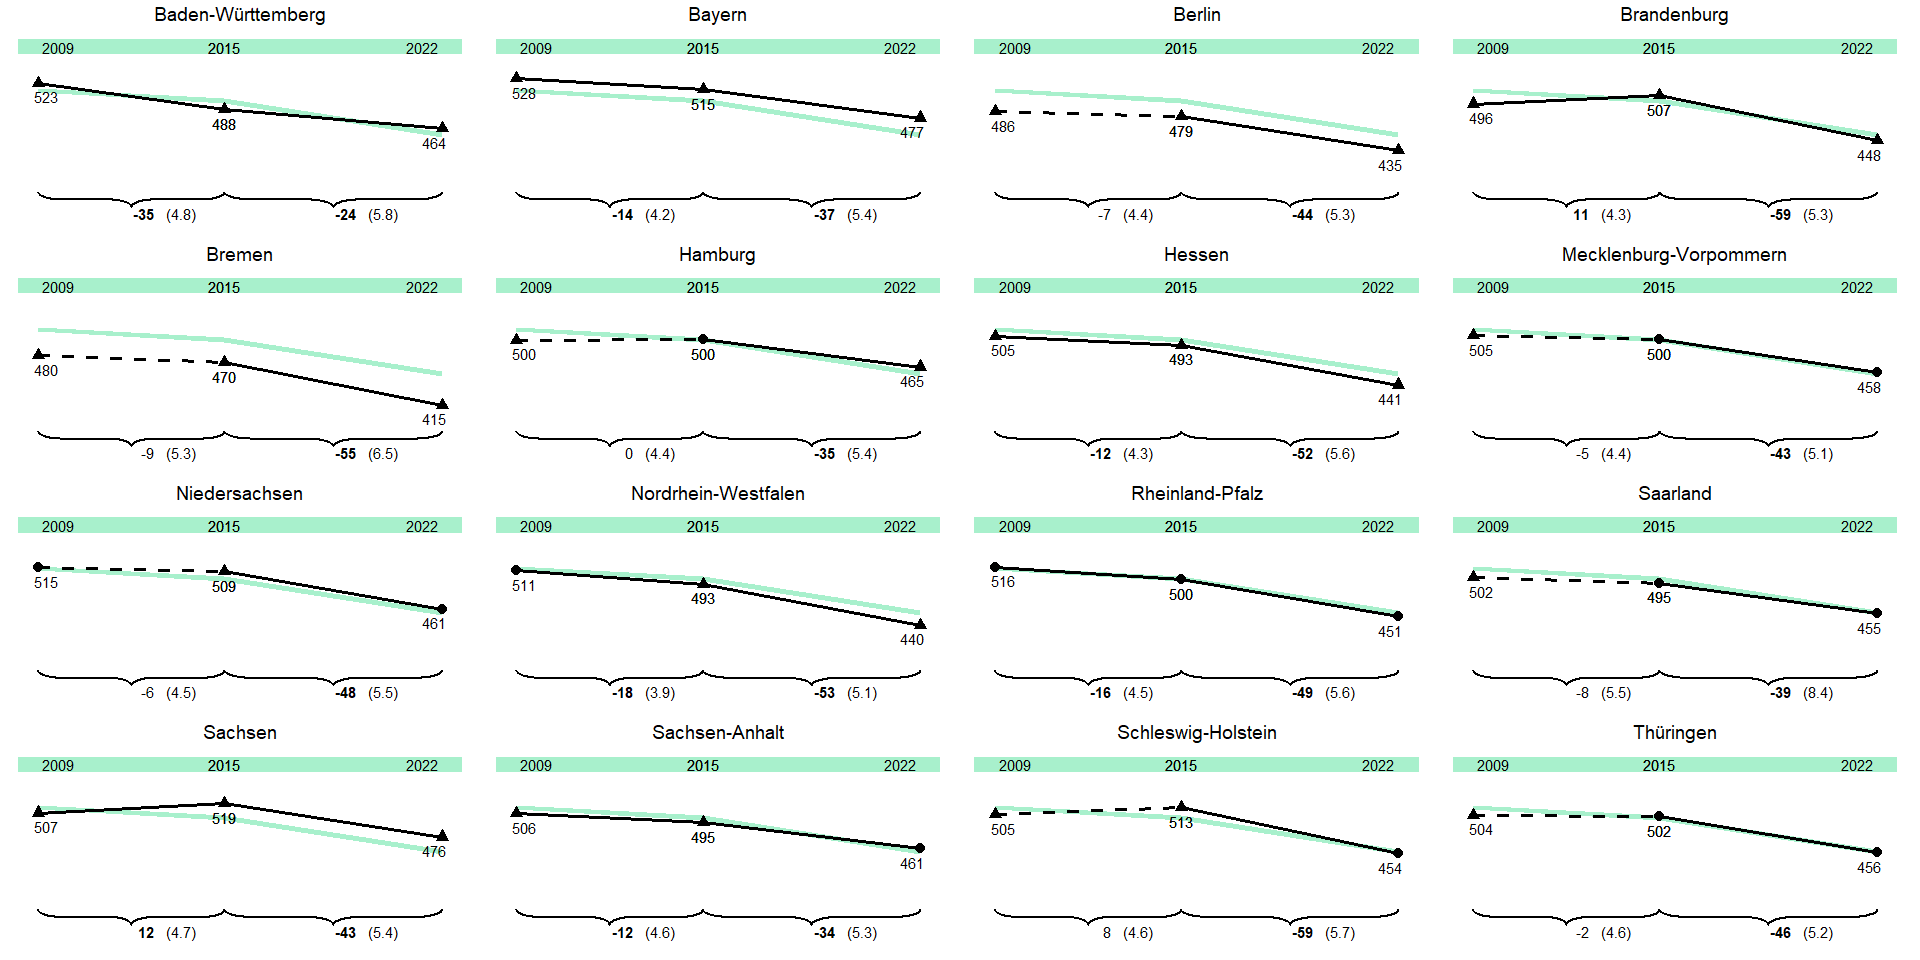 Baden-Württemberg
2009 2015 2022
523 488 464
-35 (4.8) -24 (5.8)
Bayern
2009 2015 2022
528 515 477
-14 (4.2) -37 (5.4)
Berlin
2009 2015 2022
486 479 435
-7 (4.4) -44 (5.3)
Brandenburg
2009 2015 2022
496 507 448
11 (4.3) -59 (5.3)
Bremen
2009 2015 2022
480 470 415
-9 (5.3) -55 (6.5)
Hamburg
2009 2015 2022
500 500 465
0 (4.4) -35 (5.4)
Hessen
2009 2015 2022
505 493 441
-12 (4.3) -52 (5.6)
Mecklenburg-Vorpommern
2009 2015 2022
505 500 458
-5 (4.4) -43 (5.1)
Niedersachsen
2009 2015 2022
515 509 461
-6 (4.5) -48 (5.5)
Nordrhein-Westfalen
2009 2015 2022
511 493 440
-18 (3.9) -53 (5.1)
Rheinland-Pfalz
2009 2015 2022
516 500 451
-16 (4.5) -49 (5.6)
Saarland
2009 2015 2022
502 495 455
-8 (5.5) -39 (8.4)
Sachsen
2009 2015 2022
507 519 476
12 (4.7) -43 (5.4)
Sachsen-Anhalt
2009 2015 2022
506 495 461
-12 (4.6) -34 (5.3)
Schleswig-Holstein
2009 2015 2022
505 513 454
8 (4.6) -59 (5.7)
Thüringen
2009 2015 2022
504 502 456
-2 (4.6) -46 (5.2)